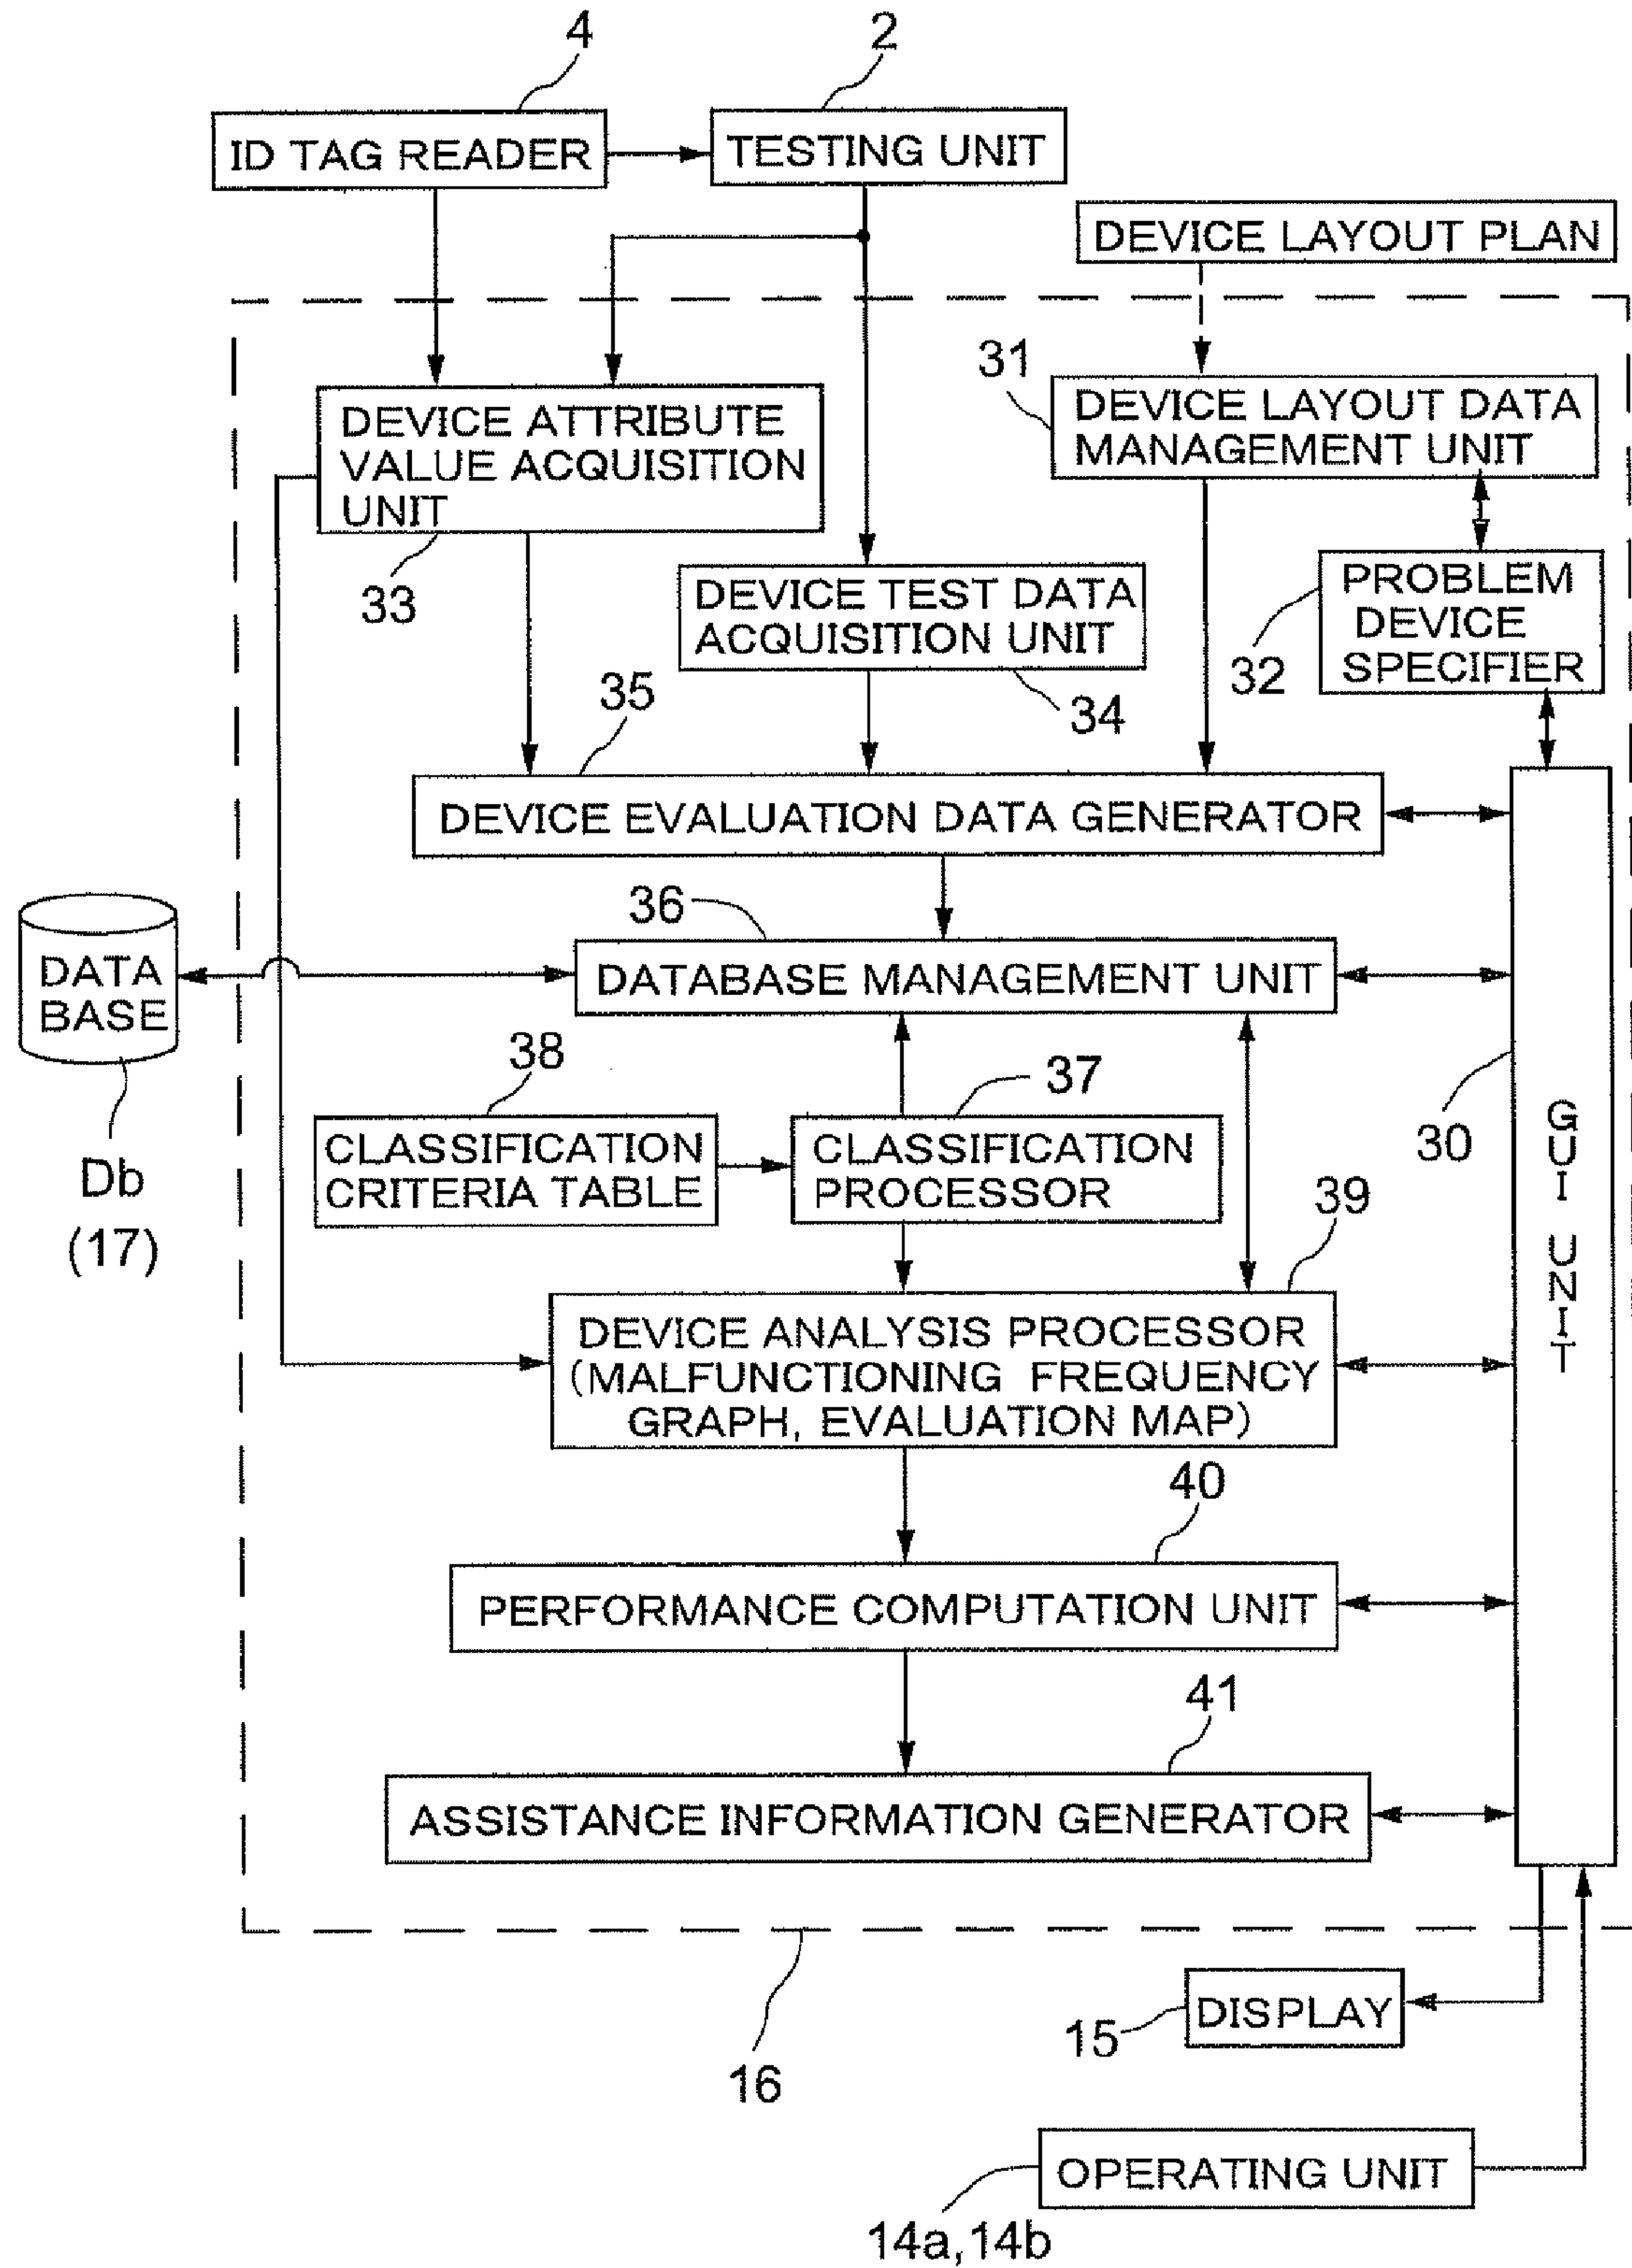 4
2
ID TAG READER
TESTING UNIT
DEVICE LAYOUT PLAN
31
DEVICE ATTRIBUTE
VALUE ACQUISITION
UNIT
33
DEVICE LAYOUT DATA
MANAGEMENT UNIT
DEVICE TEST DATA
ACQUISITION UNIT
34
PROBLEM
DEVICE
SPECIFIER
32
35
DEVICE EVALUATION DATA GENERATOR
36
DATABASE MANAGEMENT UNIT
DATA
BASE
Db
(17)
38
CLASSIFICATION
CRITERIA TABLE
37
CLASSIFICATION
PROCESSOR
30
GUI UNIT
39
DEVICE ANALYSIS PROCESSOR
(MALFUNCTIONING FREQUENCY
GRAPH, EVALUATION MAP)
40
PERFORMANCE COMPUTATION UNIT
41
ASSISTANCE INFORMATION GENERATOR
16
15
DISPLAY
OPERATING UNIT
14a,14b